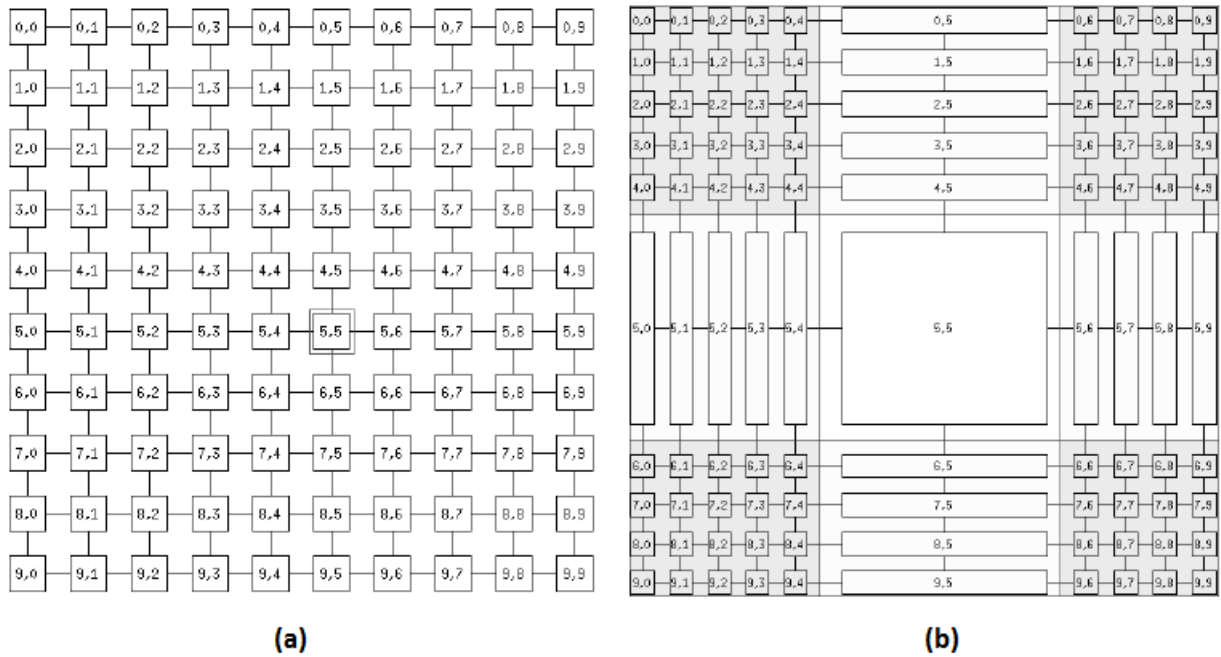 0,0 0,1 0,2 0,3 0,4 0,5 0,6 0,7 0,8 0,9
1,0 1,1 1,2 1,3 1,4 1,5 1,6 1,7 1,8 1,9
2,0 2,1 2,2 2,3 2,4 2,5 2,6 2,7 2,8 2,9
3,0 3,1 3,2 3,3 3,4 3,5 3,6 3,7 3,8 3,9
4,0 4,1 4,2 4,3 4,4 4,5 4,6 4,7 4,8 4,9
5,0 5,1 5,2 5,3 5,4 5,5 5,6 5,7 5,8 5,9
6,0 6,1 6,2 6,3 6,4 6,5 6,6 6,7 6,8 6,9
7,0 7,1 7,2 7,3 7,4 7,5 7,6 7,7 7,8 7,9
8,0 8,1 8,2 8,3 8,4 8,5 8,6 8,7 8,8 8,9
9,0 9,1 9,2 9,3 9,4 9,5 9,6 9,7 9,8 9,9
(a)
0,0 0,1 0,2 0,3 0,4 0,5 0,6 0,7 0,8 0,9
1,0 1,1 1,2 1,3 1,4 1,5 1,6 1,7 1,8 1,9
2,0 2,1 2,2 2,3 2,4 2,5 2,6 2,7 2,8 2,9
3,0 3,1 3,2 3,3 3,4 3,5 3,6 3,7 3,8 3,9
4,0 4,1 4,2 4,3 4,4 4,5 4,6 4,7 4,8 4,9
5,0 5,1 5,2 5,3 5,4 5,5 5,6 5,7 5,8 5,9
6,0 6,1 6,2 6,3 6,4 6,5 6,6 6,7 6,8 6,9
7,0 7,1 7,2 7,3 7,4 7,5 7,6 7,7 7,8 7,9
8,0 8,1 8,2 8,3 8,4 8,5 8,6 8,7 8,8 8,9
9,0 9,1 9,2 9,3 9,4 9,5 9,6 9,7 9,8 9,9
(b)